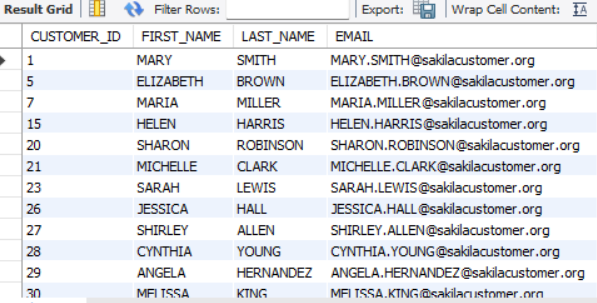 Result Grid Filter Rows: Export: Wrap Cell Content: IA
CUSTOMER_ID FIRST_NAME LAST_NAME EMAIL
1 MARY SMITH MARY.SMITH@sakilacustomer.org
5 ELIZABETH BROWN ELIZABETH.BROWN@sakilacustomer.org
7 MARIA MILLER MARIA.MILLER@sakilacustomer.org
15 HELEN HARRIS HELEN.HARRIS@sakilacustomer.org
20 SHARON ROBINSON SHARON.ROBINSON@sakilacustomer.org
21 MICHELLE CLARK MICHELLE.CLARK@sakilacustomer.org
23 SARAH LEWIS SARAH.LEWIS@sakilacustomer.org
26 JESSICA HALL JESSICA.HALL@sakilacustomer.org
27 SHIRLEY ALLEN SHIRLEY.ALLEN@sakilacustomer.org
28 CYNTHIA YOUNG CYNTHIA.YOUNG@sakilacustomer.org
29 ANGELA HERNANDEZ ANGELA.HERNANDEZ@sakilacustomer.org
30 MELISSA KING MELISSA.KING@sakilacustomer.org